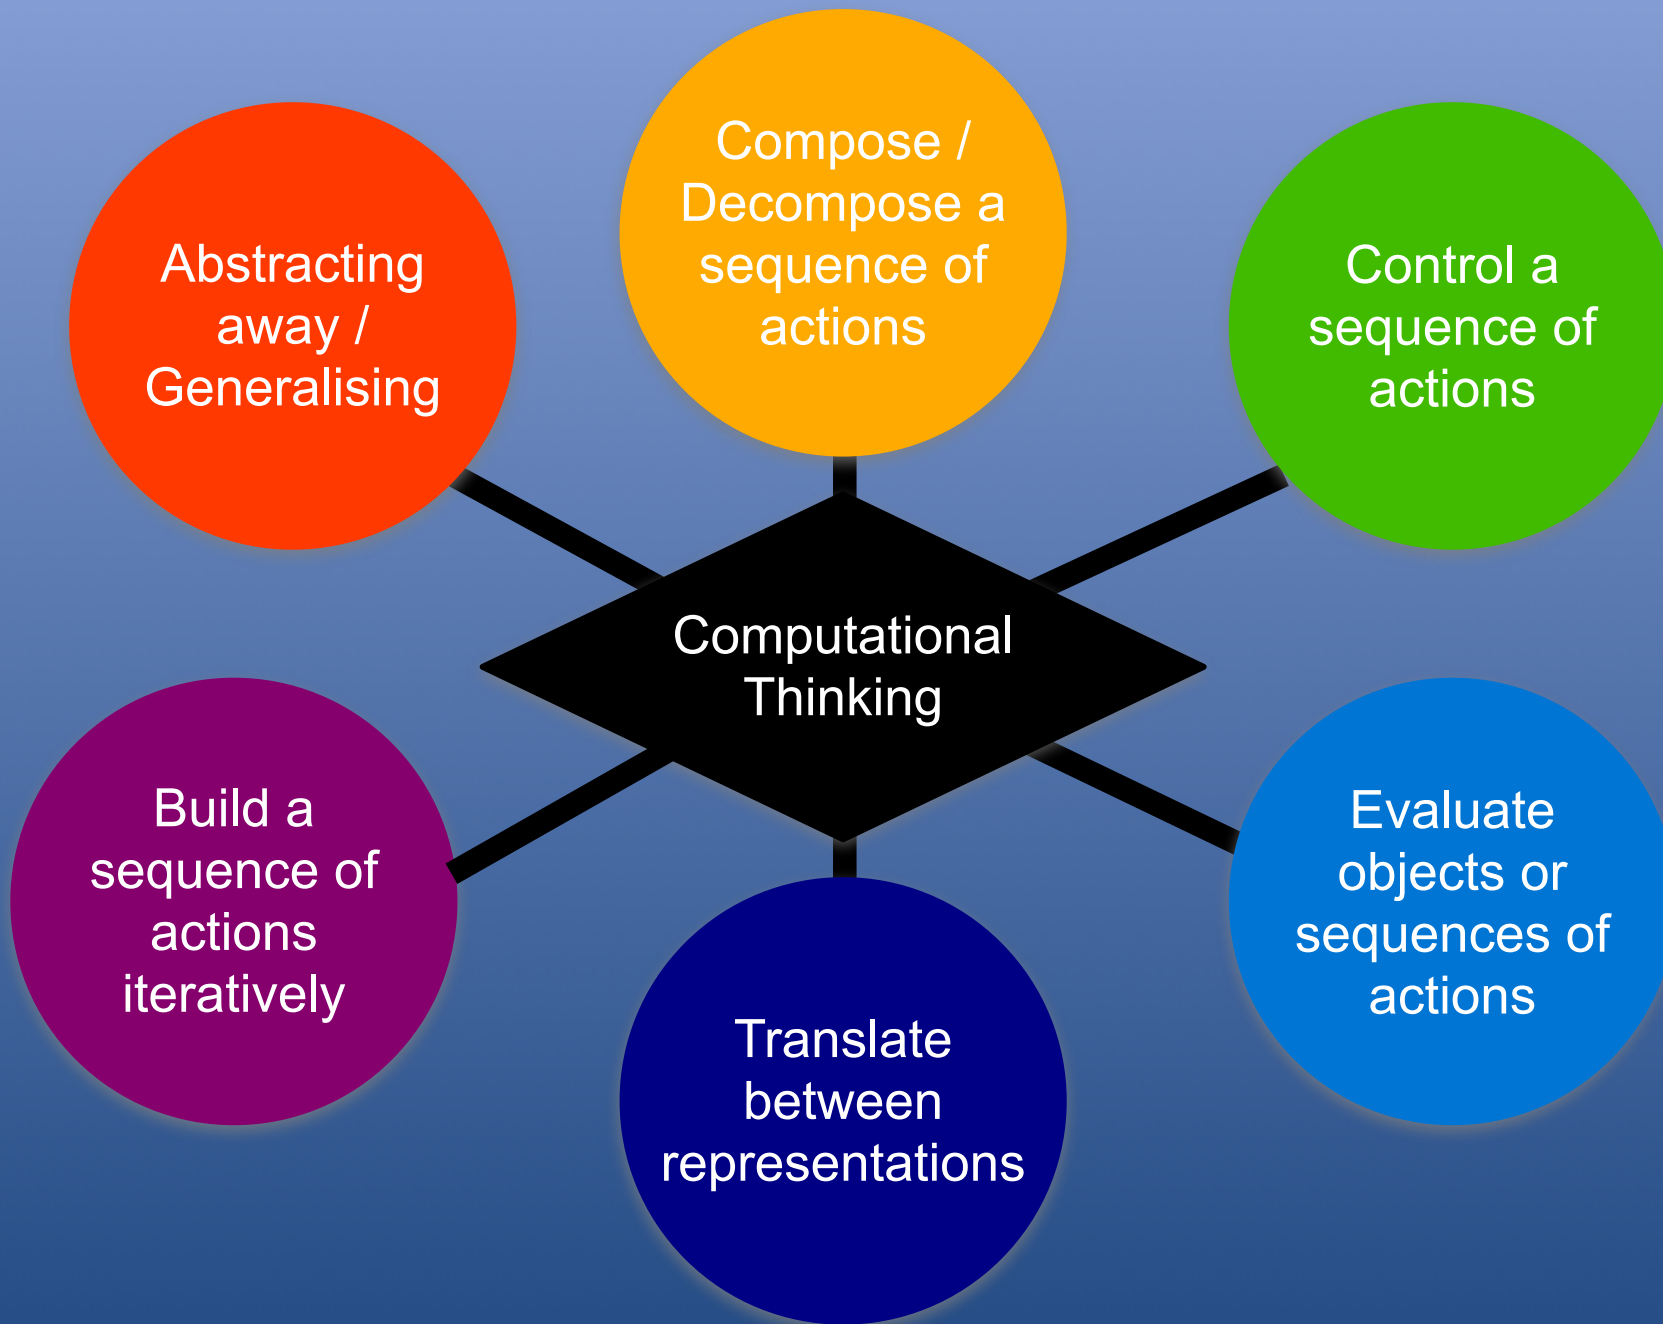 Compose /
Decompose a
sequence of
actions
Abstracting
away /
Generalising
Control a
sequence of
actions
Computational
Thinking
Build a
sequence of
actions
iteratively
Evaluate
objects or
sequences of
actions
Translate
between
representations